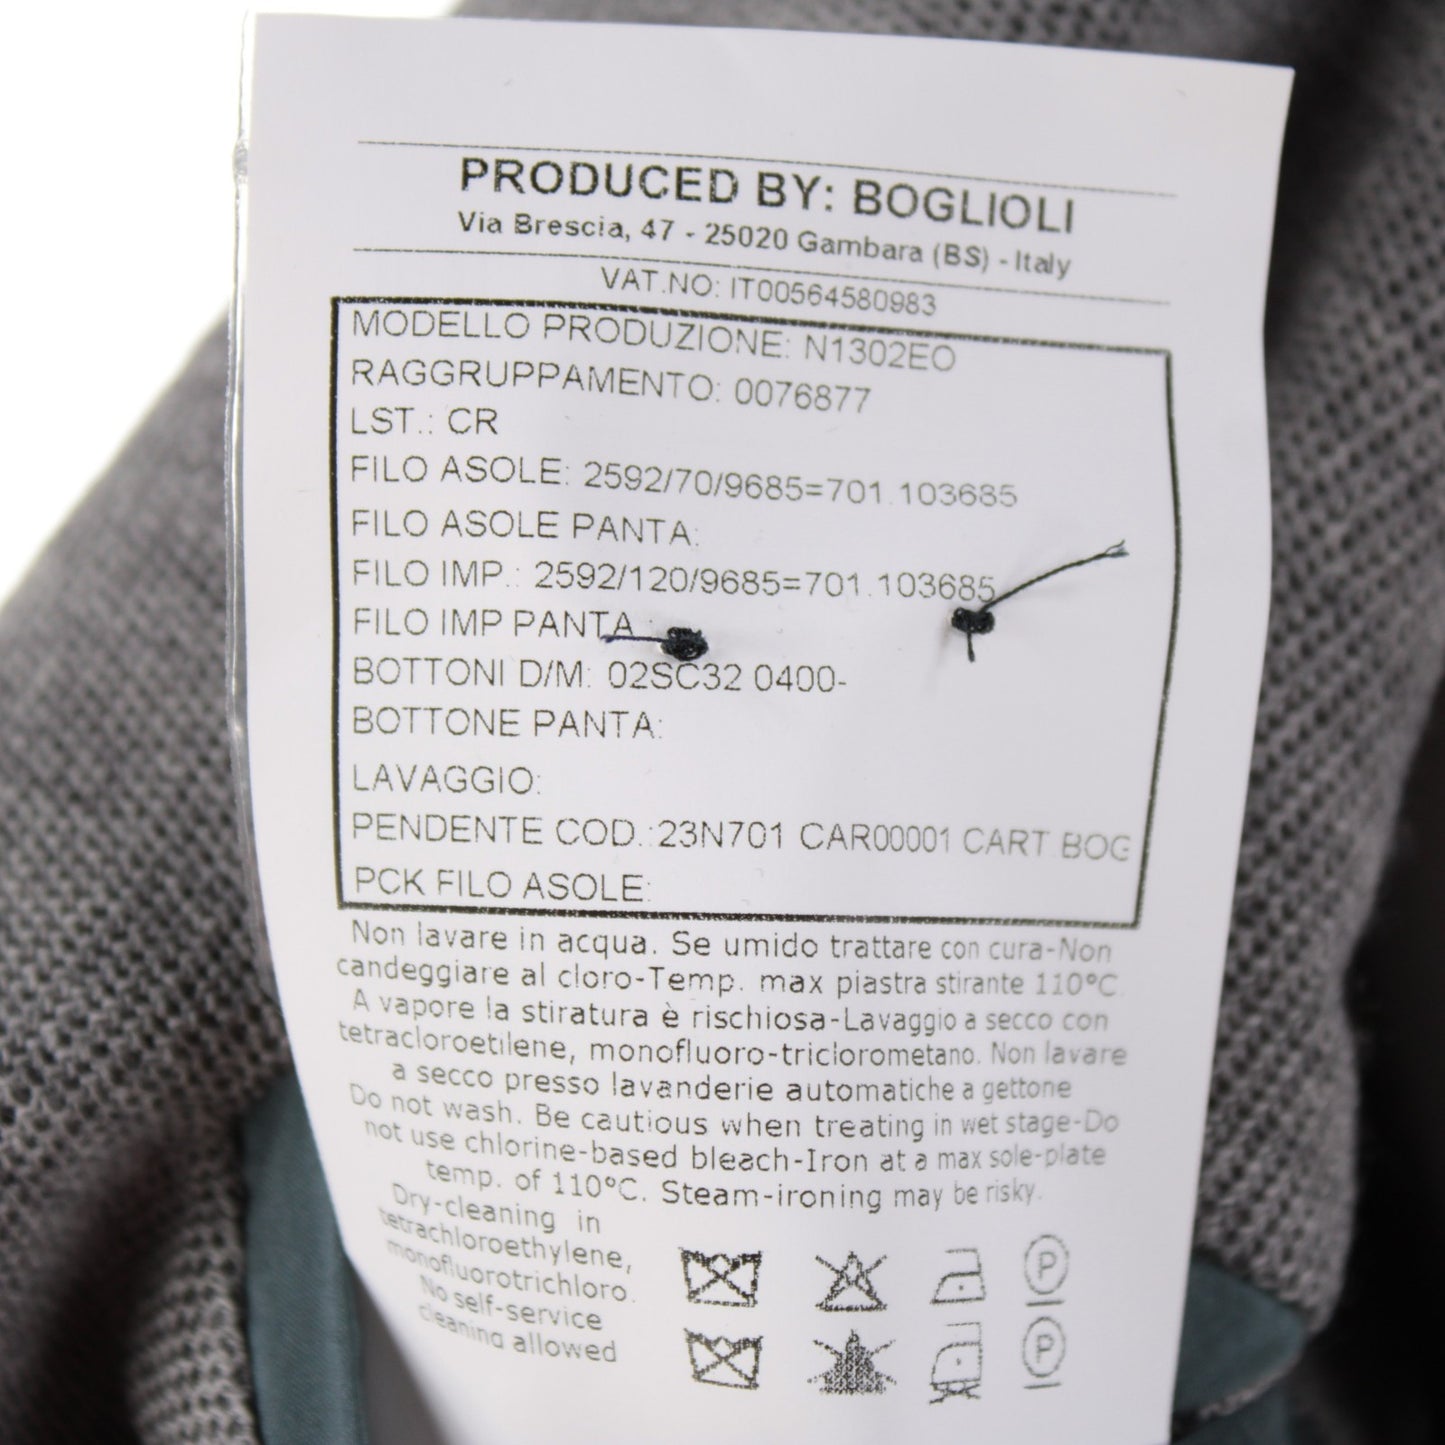 PRODUCED BY: BOGLIOLI
Via Brescia, 47 - 25020 Gambara (BS) - Italy
VAT.NO: IT00564580983
MODELLO PRODUZIONE: N1302EO
RAGGRUPPAMENTO: 0076877
LST.: CR
FILO ASOLE: 2592/70/9685=701.103685
FILO ASOLE PANTA:
FILO IMP.: 2592/120/9685=701.103685
FILO IMP PANTA
BOTTONI D/M: 02SC32 0400-
BOTTONE PANTA:
LAVAGGIO:
PENDENTE COD.:23N701 CAR00001 CART.BOG
PCK FILO ASOLE:
Non lavare in acqua. Se umido trattare con cura-Non
candeggiare al cloro-Temp. max piastra stirante 110°C.
A vapore la stiratura è rischiosa-Lavaggio a secco con
tetracloroetilene, monofluoro-triclorometano. Non lavare
a secco presso lavanderie automatiche a gettone
Do not wash. Be cautious when treating in wet stage-Do
not use chlorine-based bleach-Iron at a max sole-plate
temp. of 110°C. Steam-ironing may be risky.
Dry-cleaning in
tetrachloroethylene,
monofluorotrichloro.
No self-service
cleaning allowed
P
P